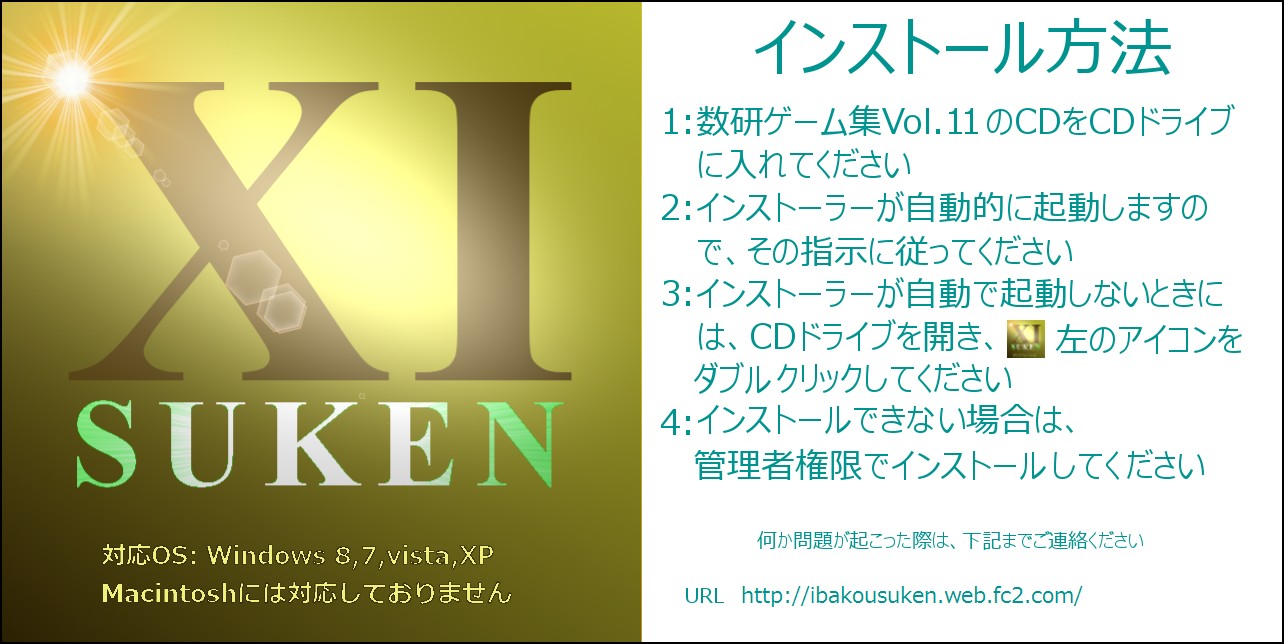 XI
SUKEN
対応OS: Windows 8,7,vista,XP
Macintoshには対応しておりません
インストール方法
1:数研ゲーム集Vol.11のCDをCDドライブ
に入れてください
2:インストーラーが自動的に起動しますの
で、その指示に従ってください
3:インストーラーが自動で起動しないときに
は、CDドライブを開き、XI SUKEN 左のアイコンを
ダブルクリックしてください
4:インストールできない場合は、
管理者権限でインストールしてください
何か問題が起こった際は、下記までご連絡ください
URL http://ibakousuken.web.fc2.com/